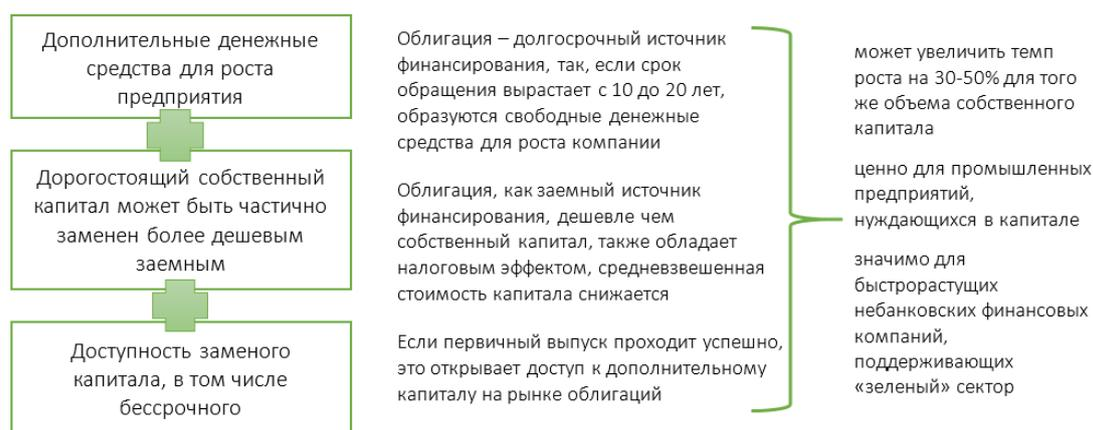 Дополнительные денежные
средства для роста
предприятия
Дорогостоящий собственный
капитал может быть частично
заменен более дешевым
заемным
Доступность заменого
капитала, в том числе
бессрочного
Облигация – долгосрочный источник
финансирования, так, если срок
обращения вырастает с 10 до 20 лет,
образуются свободные денежные
средства для роста компании
Облигация, как заемный источник
финансирования, дешевле чем
собственный капитал, также обладает
налоговым эффектом, средневзвешенная
стоимость капитала снижается
Если первичный выпуск проходит успешно,
это открывает доступ к дополнительному
капиталу на рынке облигаций
может увеличить темп
роста на 30-50% для того
же объема собственного
капитала
ценно для промышленных
предприятий,
нуждающихся в капитале
значимо для
быстрорастущих
небанковских финансовых
компаний,
поддерживающих
«зеленый» сектор